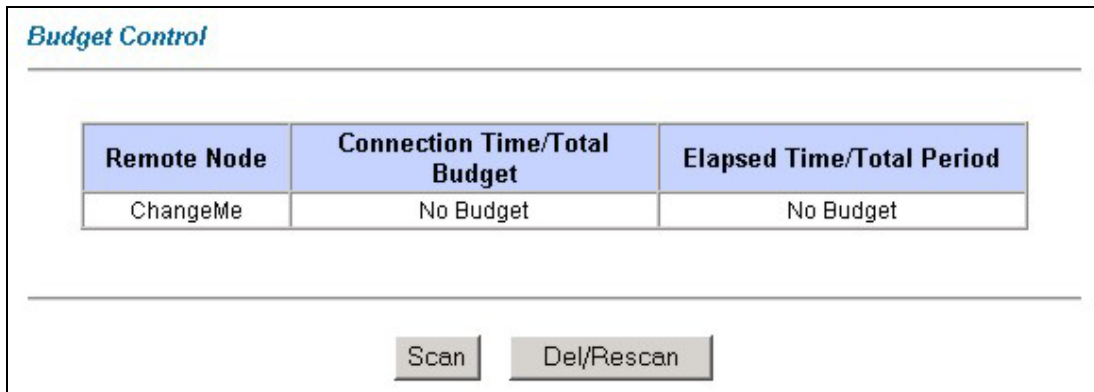 Budget Control
Remote Node
Connection Time/Total
Budget
Elapsed Time/Total Period
ChangeMe
No Budget
No Budget
Scan
Del/Rescan